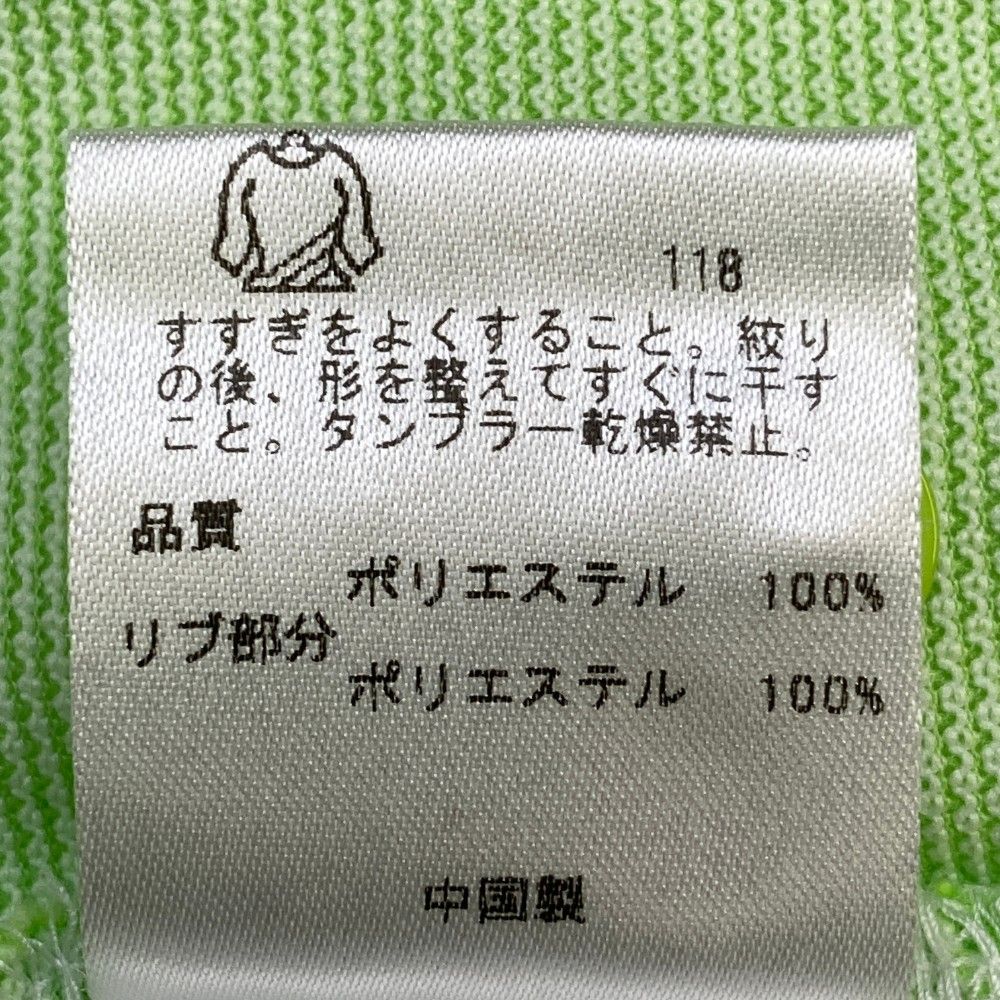 118
すすぎをよくすること。絞り
の後、形を整えてすぐに干す
こと。タンブラー乾燥禁止。
品質
ポリエステル 100%
リブ部分
ポリエステル 100%
中国製